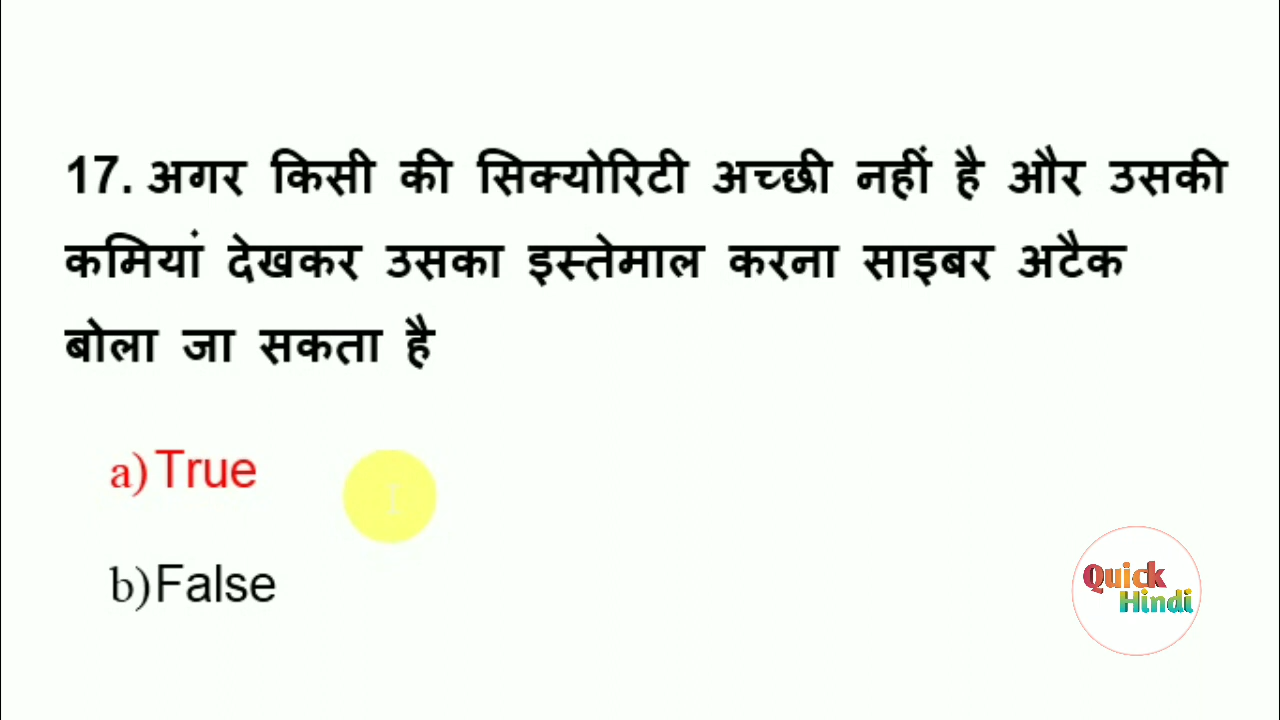 17. अगर किसी की सिक्योरिटी अच्छी नहीं है और उसकी
कमियां देखकर उसका इस्तेमाल करना साइबर अटैक
बोला जा सकता है
a) True
b) False
Quick
Hindi